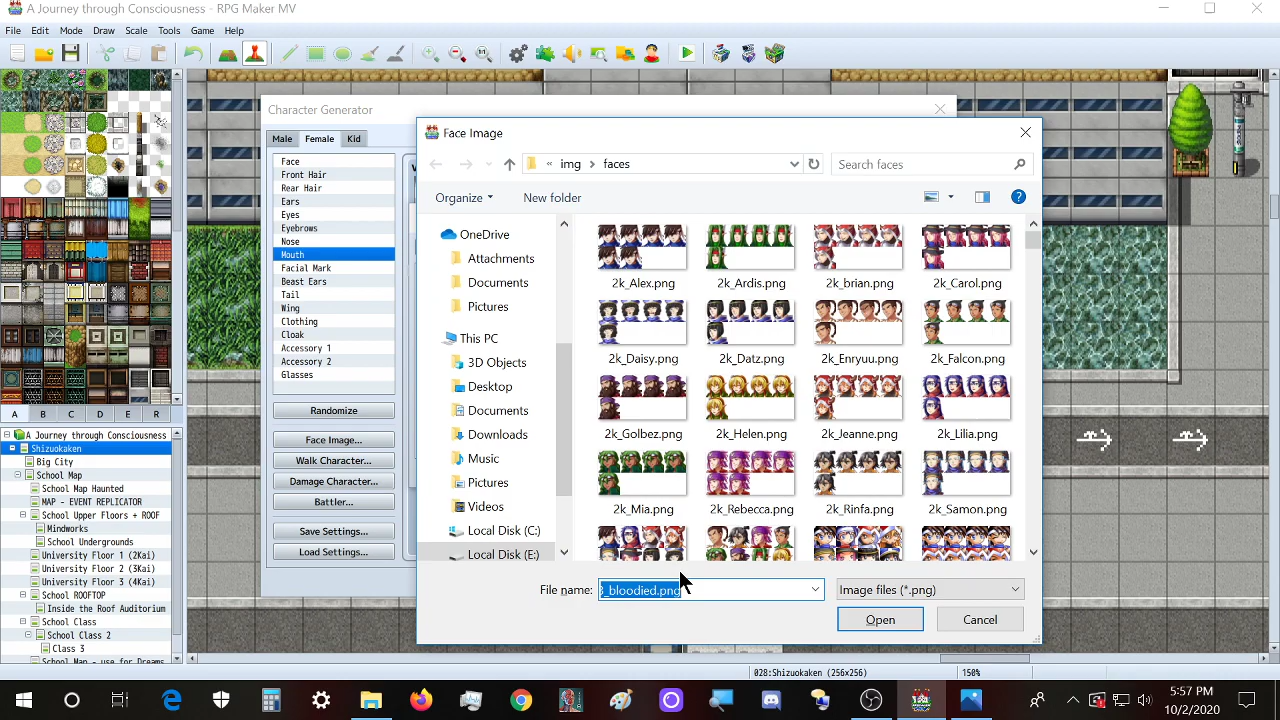 A Journey through Consciousness - RPG Maker MV
File Edit Mode Draw Scale Tools Game Help
Character Generator
Male Female Kid
Face
Front Hair
Rear Hair
Ears
Eyes
Eyebrows
Nose
Mouth
Facial Mark
Beast Ears
Tail
Wing
Clothing
Cloak
Accessory 1
Accessory 2
Glasses
Randomize
Face Image...
Walk Character...
Damage Character...
Battler...
Save Settings...
Load Settings...
Face Image
« img › faces
Search faces
Organize
New folder
OneDrive
Attachments
Documents
Pictures
This PC
3D Objects
Desktop
Documents
Downloads
Music
Pictures
Videos
Local Disk (C:)
Local Disk (E:)
2k_Alex.png 2k_Ardis.png 2k_brian.png 2k_Carol.png
2k_Daisy.png 2k_Datz.png 2k_Enryuu.png 2k_Falcon.png
2k_Golbez.png 2k_Helen.png 2k_Jeanne.png 2k_Lilia.png
2k_Mia.png 2k_Rebecca.png 2k_Rinfa.png 2k_Samon.png
File name: _bloodied.png
Image files (*.png)
Open Cancel
A B C D E R
A Journey through Consciousness
Shizuokaken
Big City
School Map
School Map Haunted
MAP - EVENT REPLICATOR
School Upper Floors + ROOF
Mindworks
School Undergrounds
University Floor 1 (2Kai)
University Floor 2 (3Kai)
University Floor 3 (4Kai)
School ROOFTOP
Inside the Roof Auditorium
School Class
School Class 2
Class 3
School Map - use for Dreams
028:Shizuokaken (256x256) 150%
5:57 PM
10/2/2020